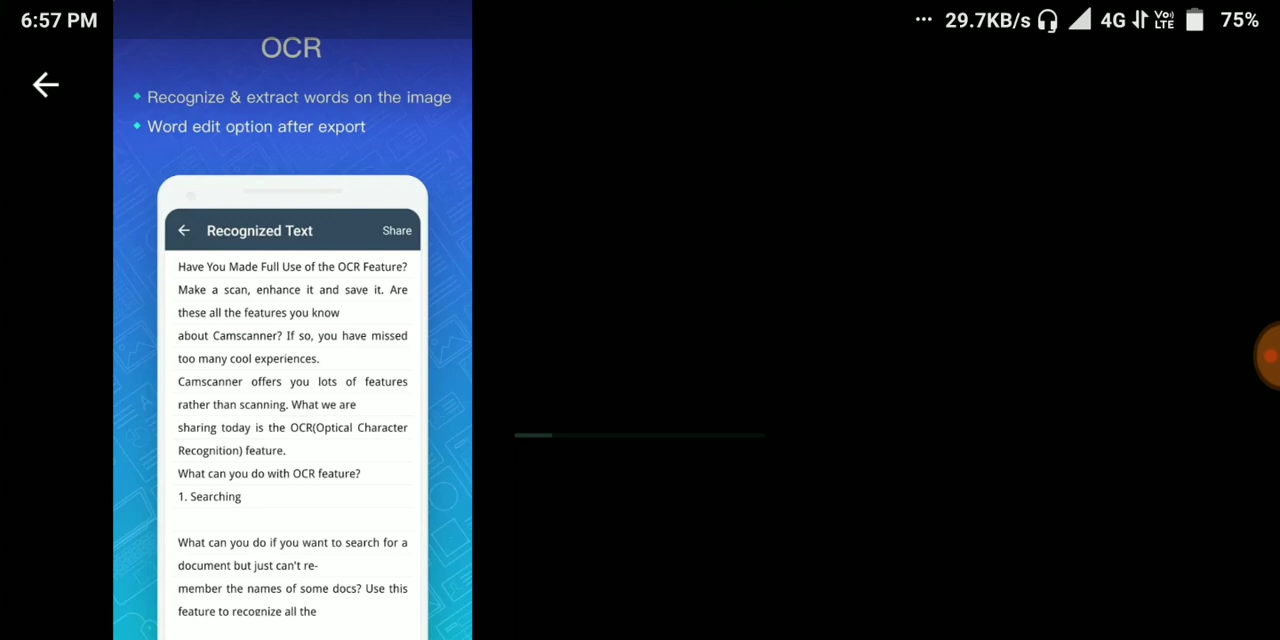 6:57 PM
... 29.7KB/s 4G Vo) LTE 75%
OCR
Recognize & extract words on the image
Word edit option after export
Recognized Text Share
Have You Made Full Use of the OCR Feature?
Make a scan, enhance it and save it. Are
these all the features you know
about Camscanner? If so, you have missed
too many cool experiences.
Camscanner offers you lots of features
rather than scanning. What we are
sharing today is the OCR(Optical Character
Recognition) feature.
What can you do with OCR feature?
1. Searching
What can you do if you want to search for a
document but just can't re-
member the names of some docs? Use this
feature to recognize all the